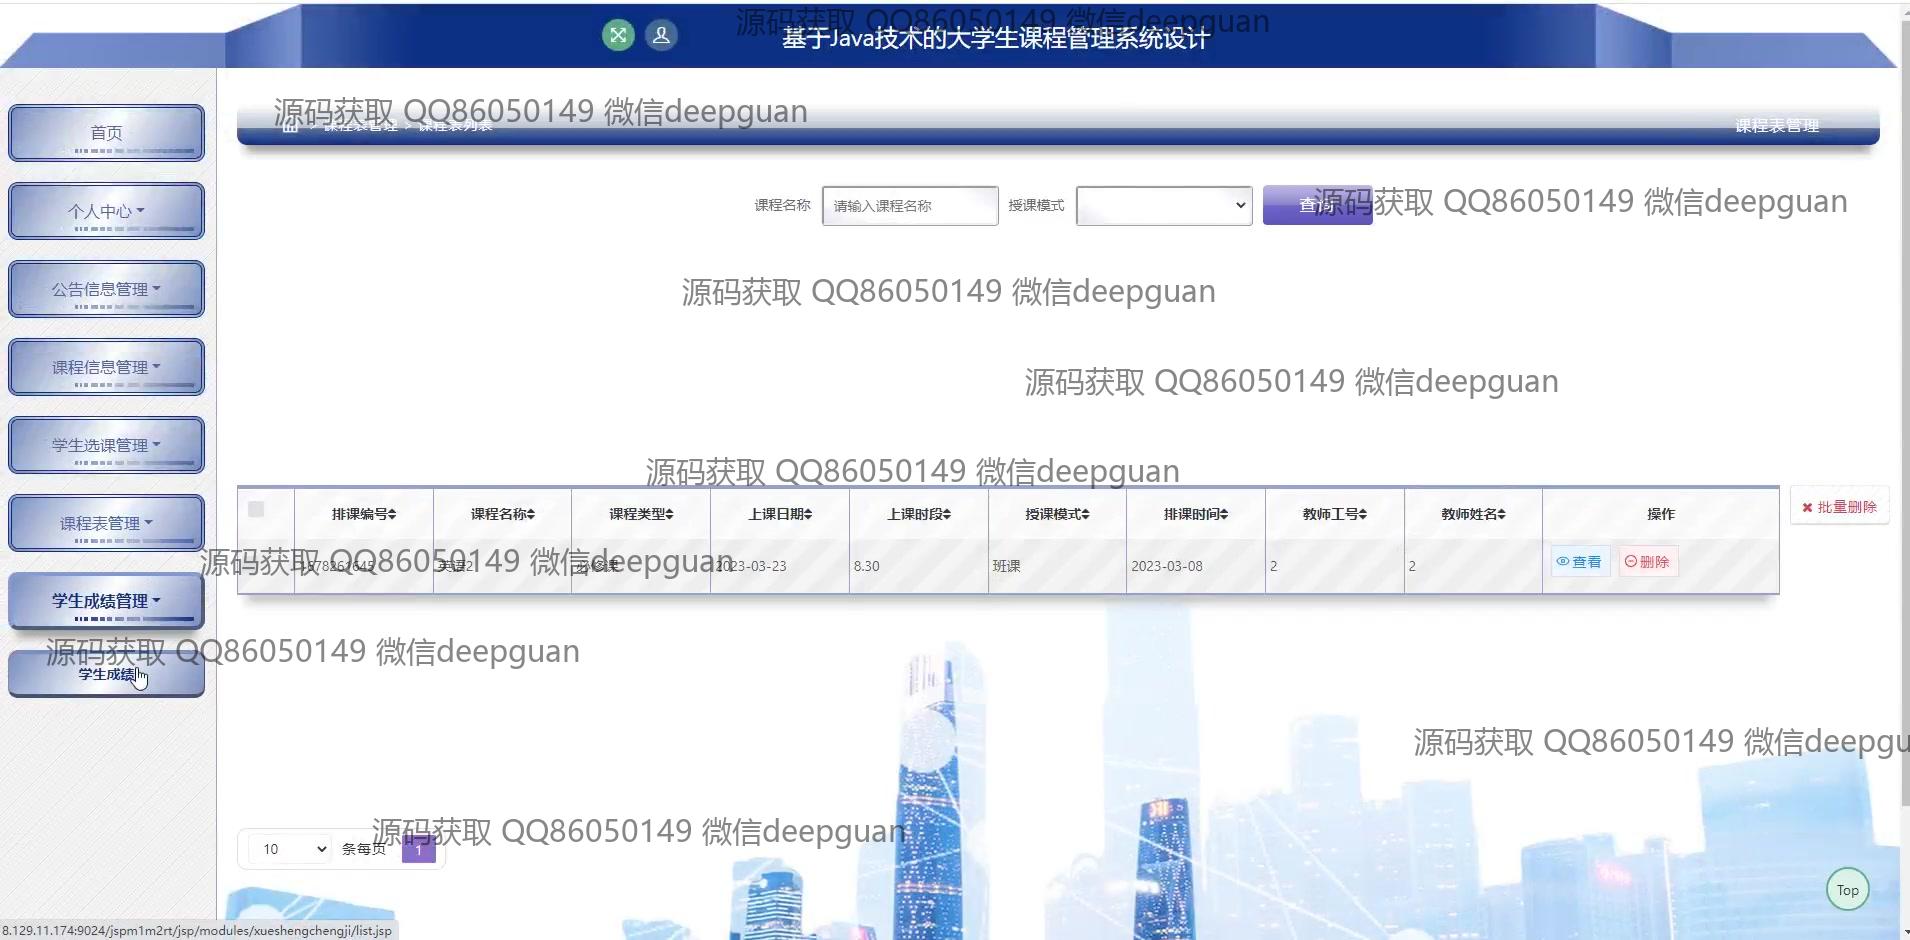 源码获取 QQ86050149 微信deepguan
基于Java技术的大学生课程管理系统设计
源码获取 QQ86050149 微信deepguan
> 课程表管理 > 课程表列表
课程表管理
首页
个人中心
公告信息管理
课程信息管理
学生选课管理
课程表管理
学生成绩管理
学生成绩
课程名称 请输入课程名称 授课模式 查询
源码获取 QQ86050149 微信deepguan
源码获取 QQ86050149 微信deepguan
源码获取 QQ86050149 微信deepguan
源码获取 QQ86050149 微信deepguan
排课编号 课程名称 课程类型 上课日期 上课时段 授课模式 排课时间 教师工号 教师姓名 操作
批量删除
源码获取 QQ86050149 微信deepguan
英语2 必修课 2023-03-23 8.30 班课 2023-03-08 2 2 查看 删除
源码获取 QQ86050149 微信deepguan
源码获取 QQ86050149 微信deepgu
源码获取 QQ86050149 微信deepguan
10 条每页 1
Top
8.129.11.174:9024/jspm1m2rt/jsp/modules/xueshengchengji/list.jsp